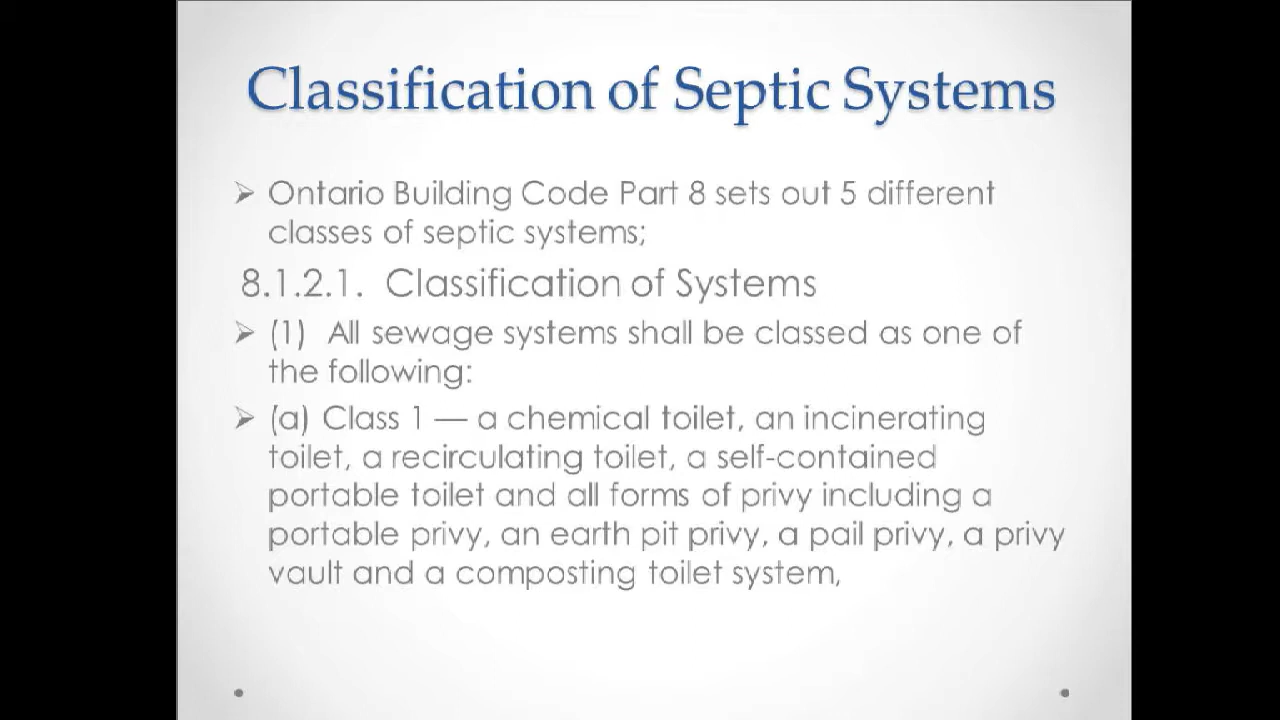 Classification of Septic Systems
Ontario Building Code Part 8 sets out 5 different
classes of septic systems;
8.1.2.1. Classification of Systems
(1) All sewage systems shall be classed as one of
the following:
(a) Class 1 — a chemical toilet, an incinerating
toilet, a recirculating toilet, a self-contained
portable toilet and all forms of privy including a
portable privy, an earth pit privy, a pail privy, a privy
vault and a composting toilet system,